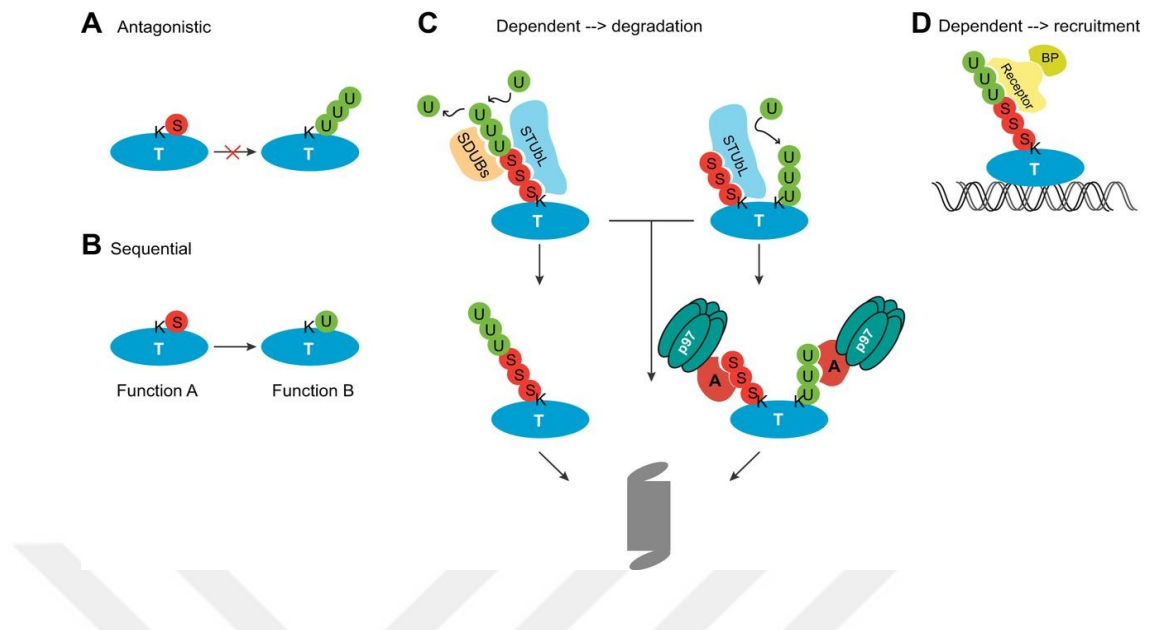 A Antagonistic
K S
T
K U U U
T
B Sequential
K S
T
Function A
K U
T
Function B
C Dependent --> degradation
U
U
U
U
U
S
S
S
K
SDUBs
STUbL
T
U
STUbL
S
S
S
K
U
U
U
K
T
U
U
U
S
S
S
K
T
p97
A
S
S
S
K
U
U
U
K
A
p97
T
D Dependent --> recruitment
BP
Receptor
U
U
U
S
S
S
K
T